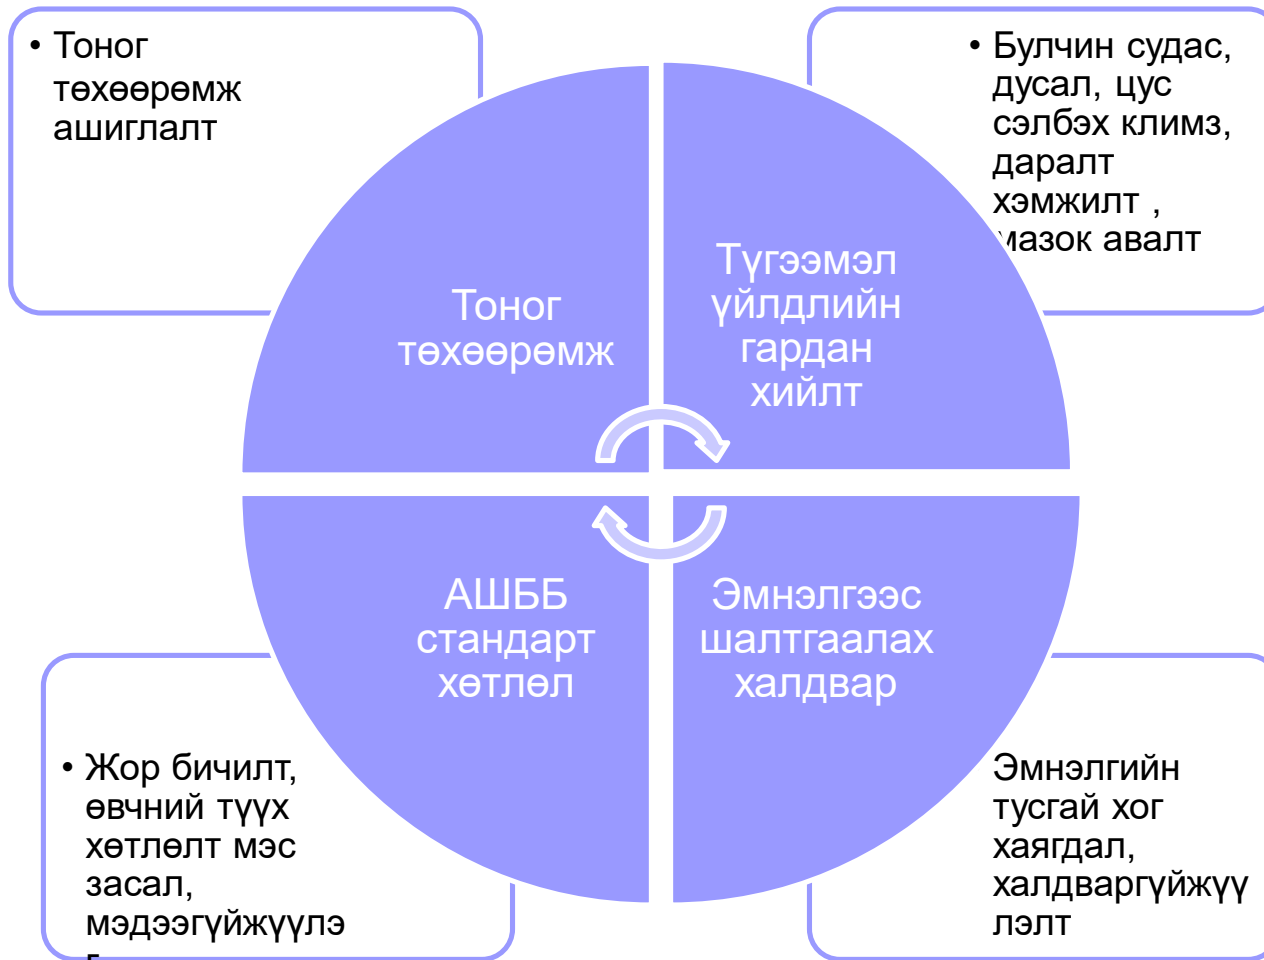 • Тоног
төхөөрөмж
ашиглалт
• Булчин судас,
дусал, цус
сэлбэх климз,
даралт
хэмжилт ,
мазок авалт
Тоног
төхөөрөмж
Түгээмэл
үйлдлийн
гардан
хийлт
АШББ
стандарт
хөтлөл
Эмнэлгээс
шалтгаалах
халдвар
• Жор бичилт,
өвчний түүх
хөтлөлт мэс
засал,
мэдээгүйжүүлэ
Эмнэлгийн
тусгай хог
хаягдал,
халдваргүйжүү
лэлт